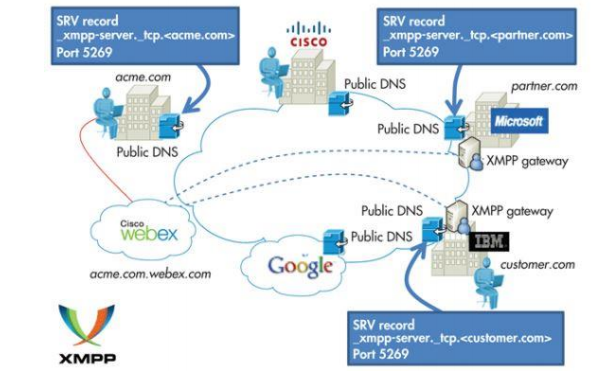 SRV record
_xmpp-server._tcp.<acme.com>
Port 5269
CISCO
SRV record
_xmpp-server._tcp.<partner.com>
Port 5269
acme.com
Public DNS
partner.com
Public DNS
Microsoft
Public DNS
XMPP gateway
Public DNS
XMPP gateway
Cisco
webex
Public DNS
IBM
Google
customer.com
acme.com.webex.com
SRV record
_xmpp-server._tcp.<customer.com>
Port 5269
XMPP